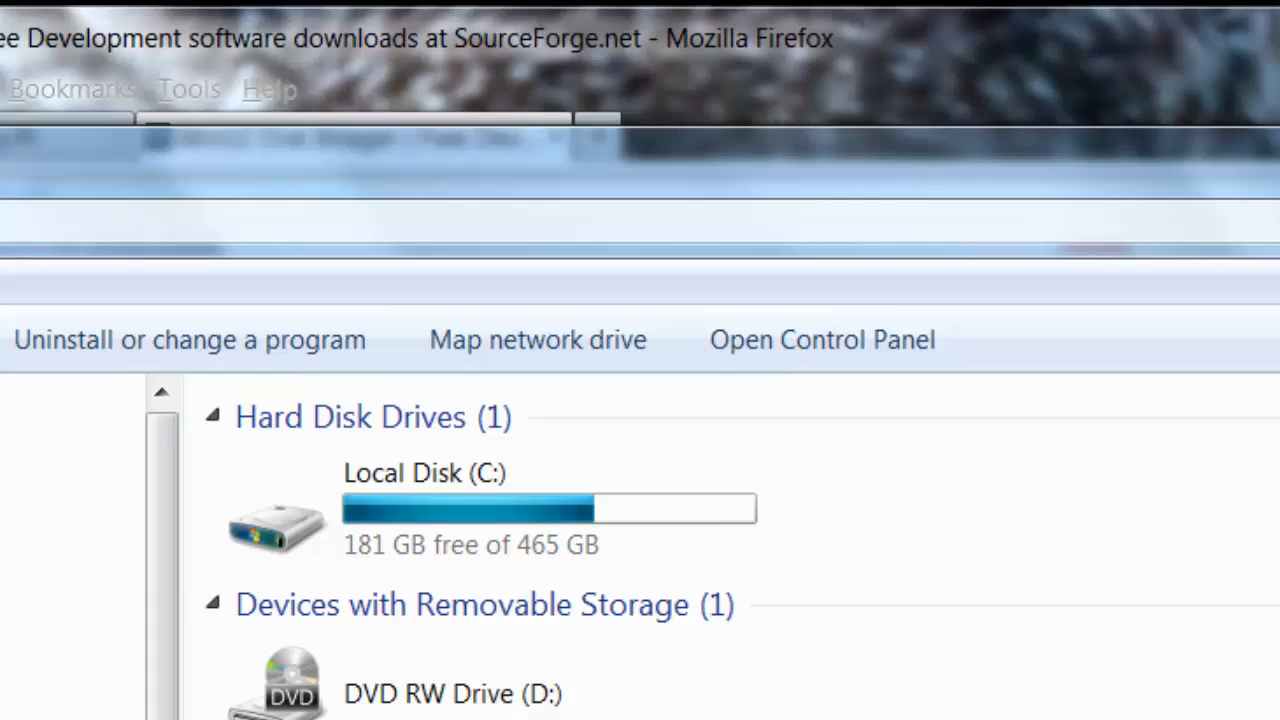 ee Development software downloads at SourceForge.net - Mozilla Firefox
Bookmarks Tools Help
Uninstall or change a program Map network drive Open Control Panel
Hard Disk Drives (1)
Local Disk (C:)
181 GB free of 465 GB
Devices with Removable Storage (1)
DVD
DVD RW Drive (D:)